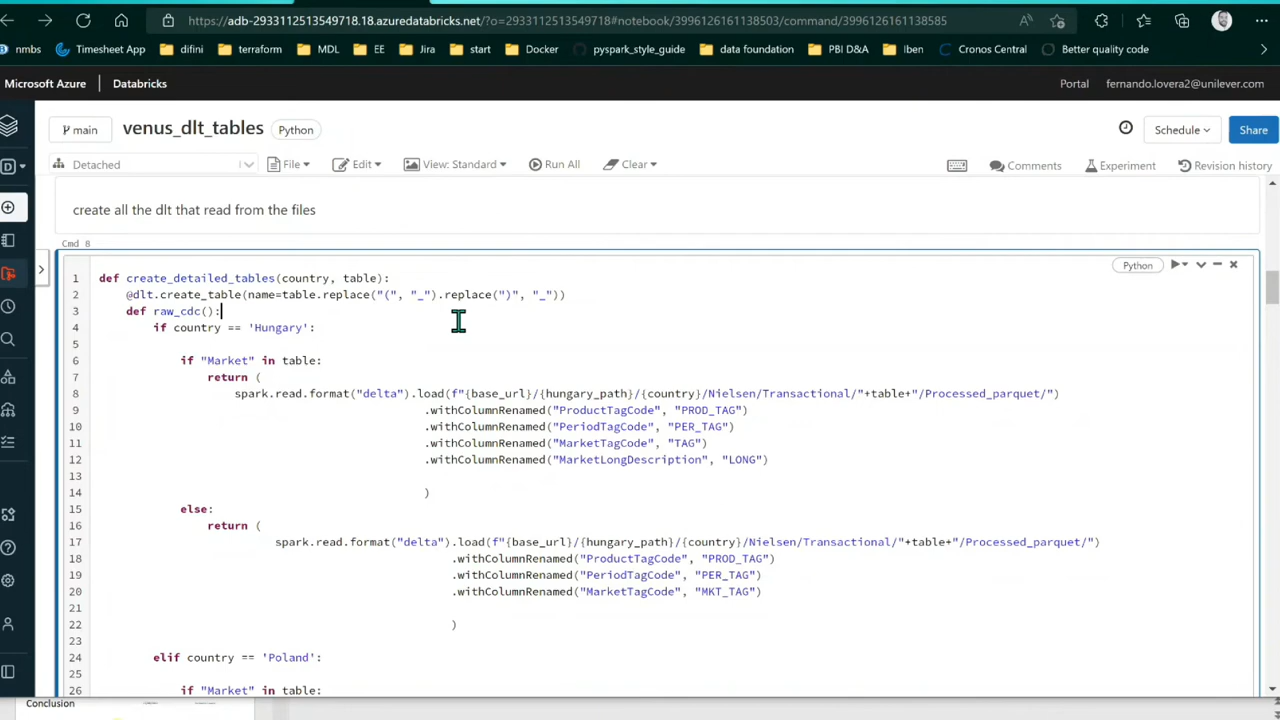 https://adb-2933112513549718.18.azuredatabricks.net/?o=2933112513549718#notebook/3996126161138503/command/3996126161138585
nmbs Timesheet App difini terraform MDL EE Jira start Docker pyspark_style_guide data foundation PBI D&A Iben Cronos Central Better quality code
Microsoft Azure Databricks Portal fernando.lovera2@unilever.com
main venus_dlt_tables Python Schedule Share
Detached File Edit View: Standard Run All Clear Comments Experiment Revision history
create all the dlt that read from the files
Cmd 8
Python
1 def create_detailed_tables(country, table):
2 @dlt.create_table(name=table.replace("(", "_").replace(")", "_"))
3 def raw_cdc():
4 if country == 'Hungary':
5
6 if "Market" in table:
7 return (
8 spark.read.format("delta").load(f"{base_url}/{hungary_path}/{country}/Nielsen/Transactional/"+table+"/Processed_parquet/")
9 .withColumnRenamed("ProductTagCode", "PROD_TAG")
10 .withColumnRenamed("PeriodTagCode", "PER_TAG")
11 .withColumnRenamed("MarketTagCode", "TAG")
12 .withColumnRenamed("MarketLongDescription", "LONG")
13
14 )
15 else:
16 return (
17 spark.read.format("delta").load(f"{base_url}/{hungary_path}/{country}/Nielsen/Transactional/"+table+"/Processed_parquet/")
18 .withColumnRenamed("ProductTagCode", "PROD_TAG")
19 .withColumnRenamed("PeriodTagCode", "PER_TAG")
20 .withColumnRenamed("MarketTagCode", "MKT_TAG")
21
22 )
23
24 elif country == 'Poland':
25
26 if "Market" in table:
Conclusion